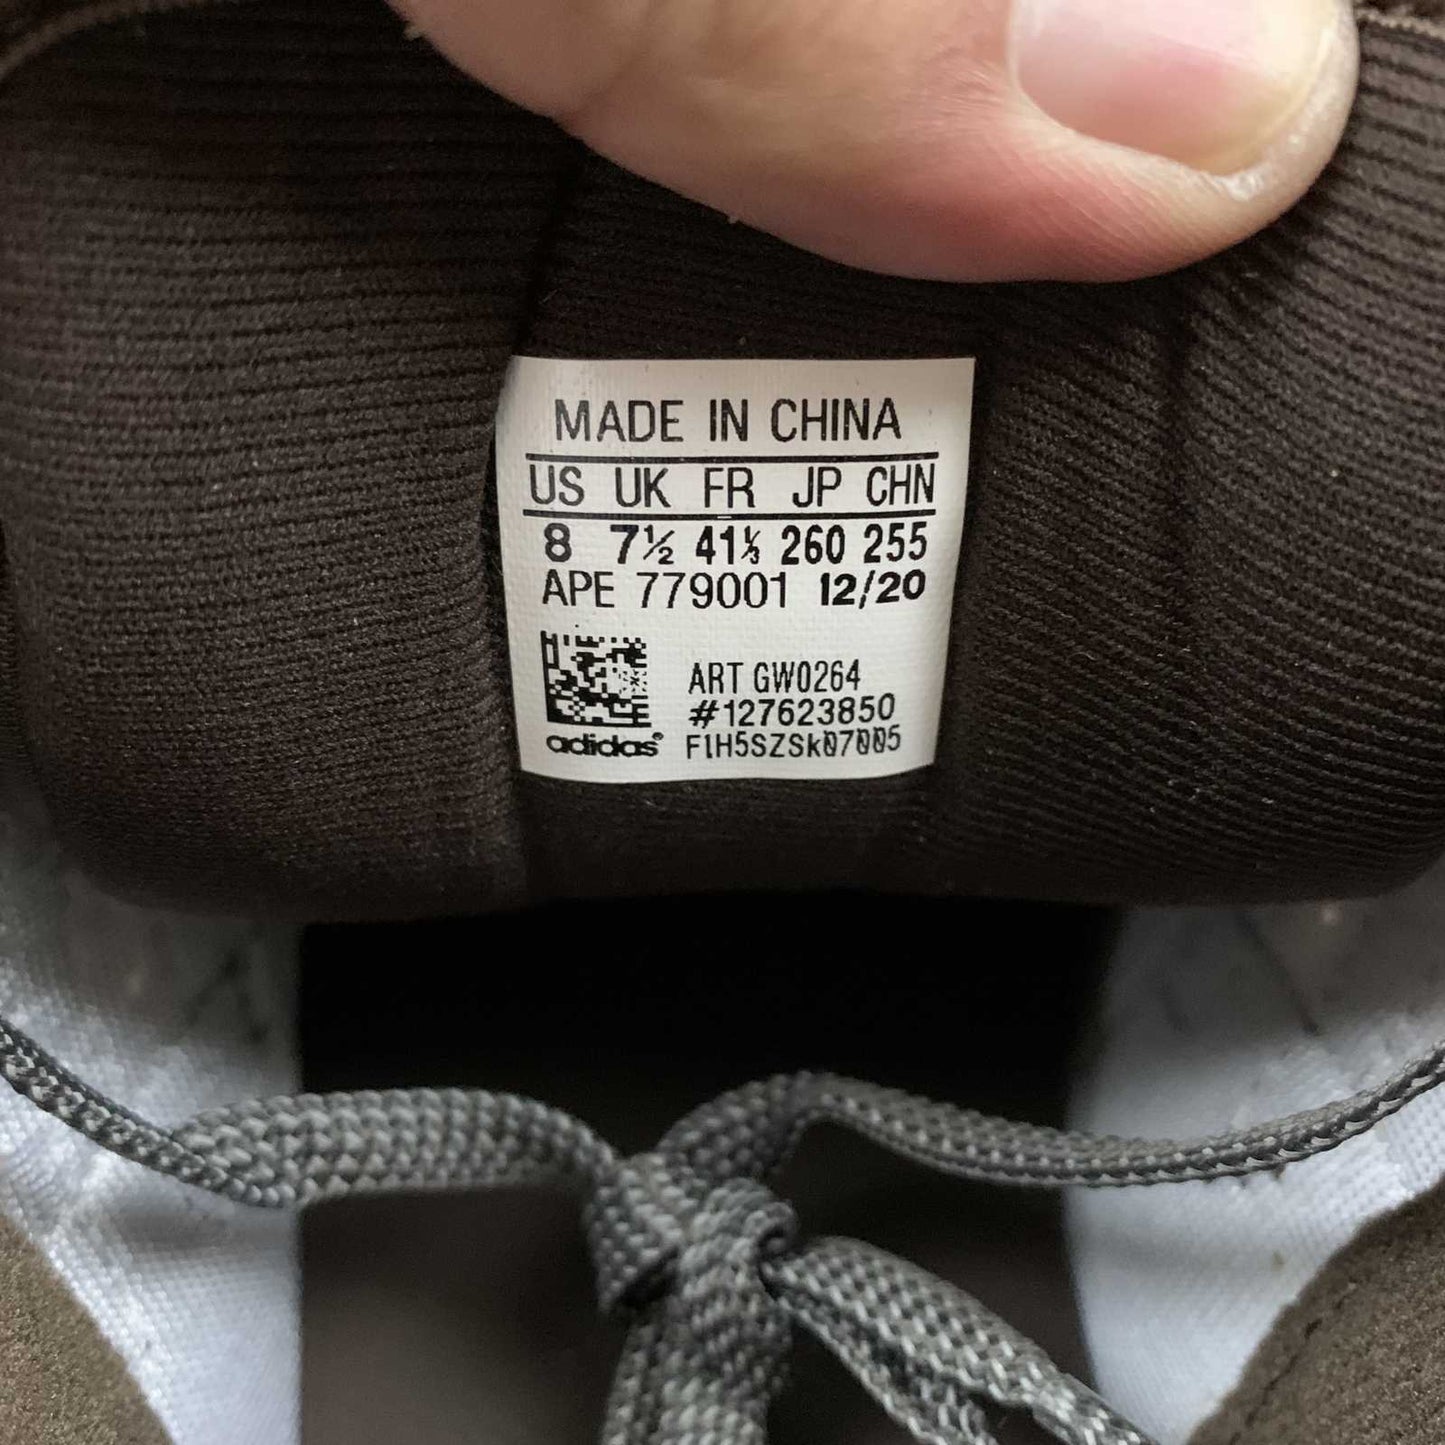 MADE IN CHINA
US UK FR JP CHN
8 7½ 41⅓ 260 255
APE 779001 12/20
ART GW0264
#127623850
adidas® F1H5SZSk07005